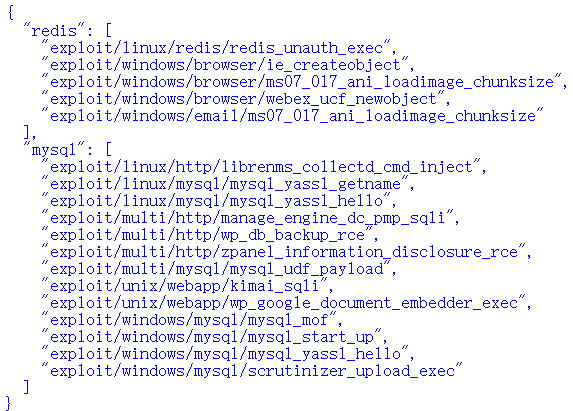 {
"redis": [
"exploit/linux/redis/redis_unauth_exec",
"exploit/windows/browser/ie_createobject",
"exploit/windows/browser/ms07_017_ani_loadimage_chunksize",
"exploit/windows/browser/webex_ucf_newobject",
"exploit/windows/email/ms07_017_ani_loadimage_chunksize"
],
"mysql": [
"exploit/linux/http/librenms_collectd_cmd_inject",
"exploit/linux/mysql/mysql_yassl_getname",
"exploit/linux/mysql/mysql_yassl_hello",
"exploit/multi/http/manage_engine_dc_pmp_sqli",
"exploit/multi/http/wp_db_backup_rce",
"exploit/multi/http/zpanel_information_disclosure_rce",
"exploit/multi/mysql/mysql_udf_payload",
"exploit/unix/webapp/kimai_sqli",
"exploit/unix/webapp/wp_google_document_embedder_exec",
"exploit/windows/mysql/mysql_mof",
"exploit/windows/mysql/mysql_start_up",
"exploit/windows/mysql/mysql_yassl_hello",
"exploit/windows/mysql/scrutinizer_upload_exec"
]
}